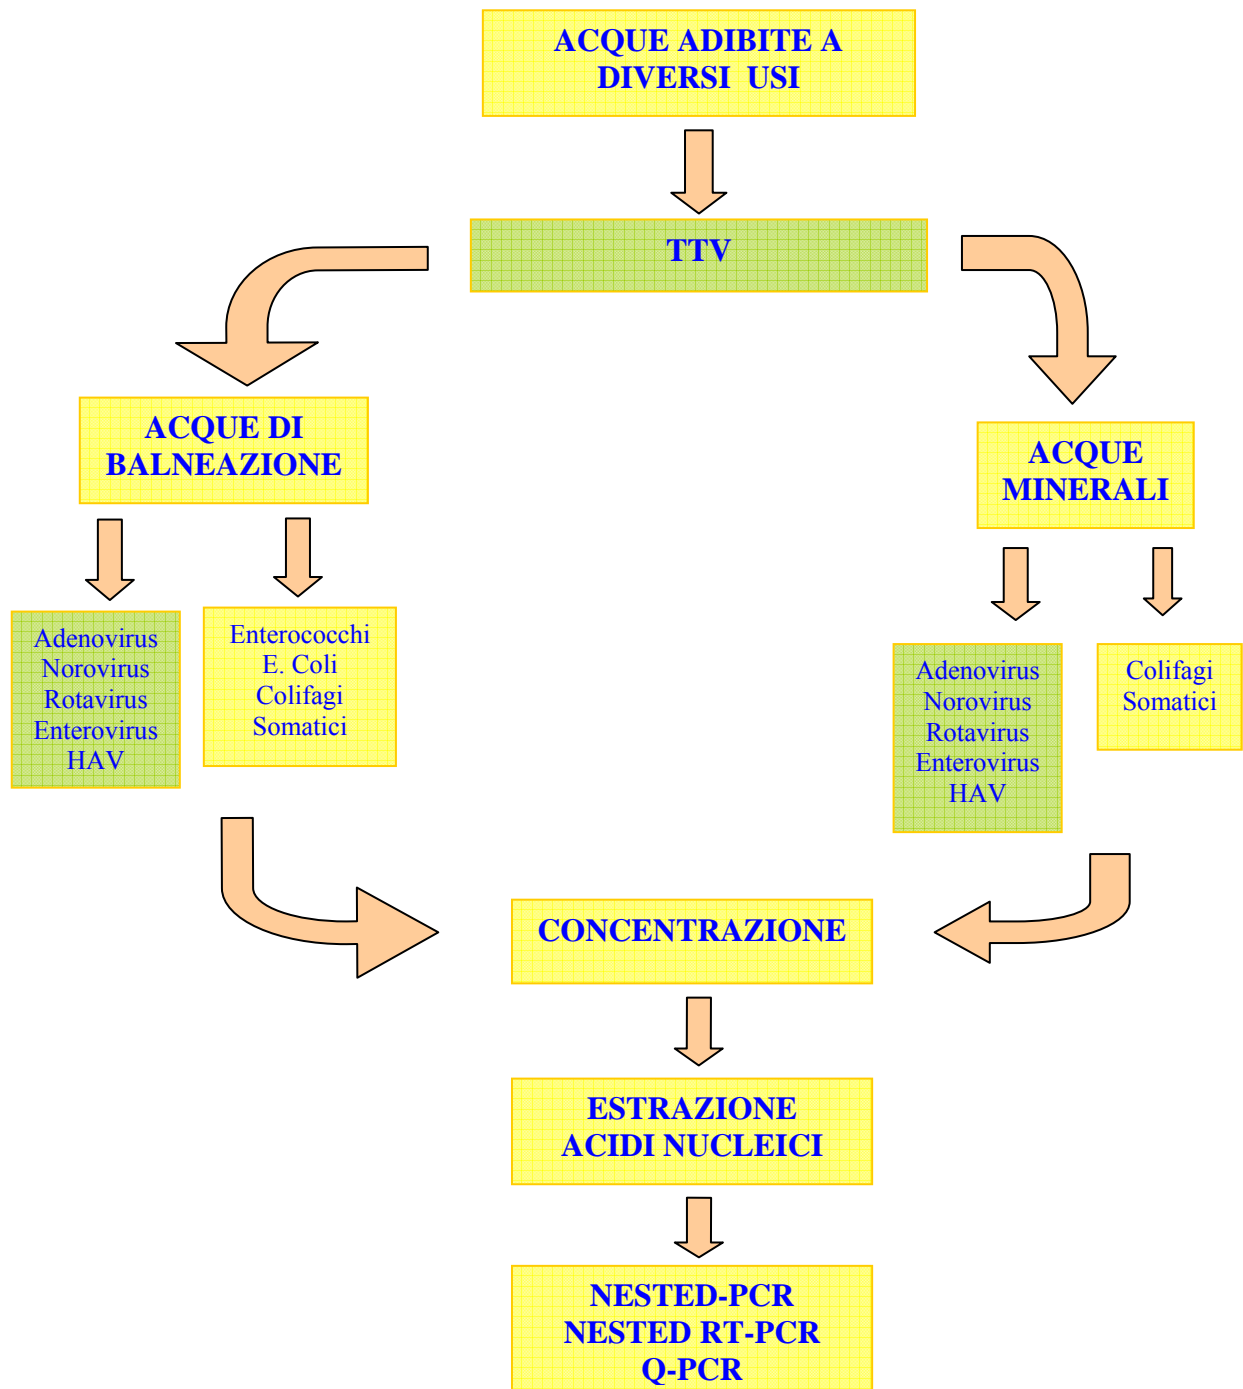 ACQUE ADIBITE A
DIVERSI USI
TTV
ACQUE DI
BALNEAZIONE
ACQUE
MINERALI
Adenovirus
Norovirus
Rotavirus
Enterovirus
HAV
Enterococchi
E. Coli
Colifagi
Somatici
Adenovirus
Norovirus
Rotavirus
Enterovirus
HAV
Colifagi
Somatici
CONCENTRAZIONE
ESTRAZIONE
ACIDI NUCLEICI
NESTED-PCR
NESTED RT-PCR
Q-PCR